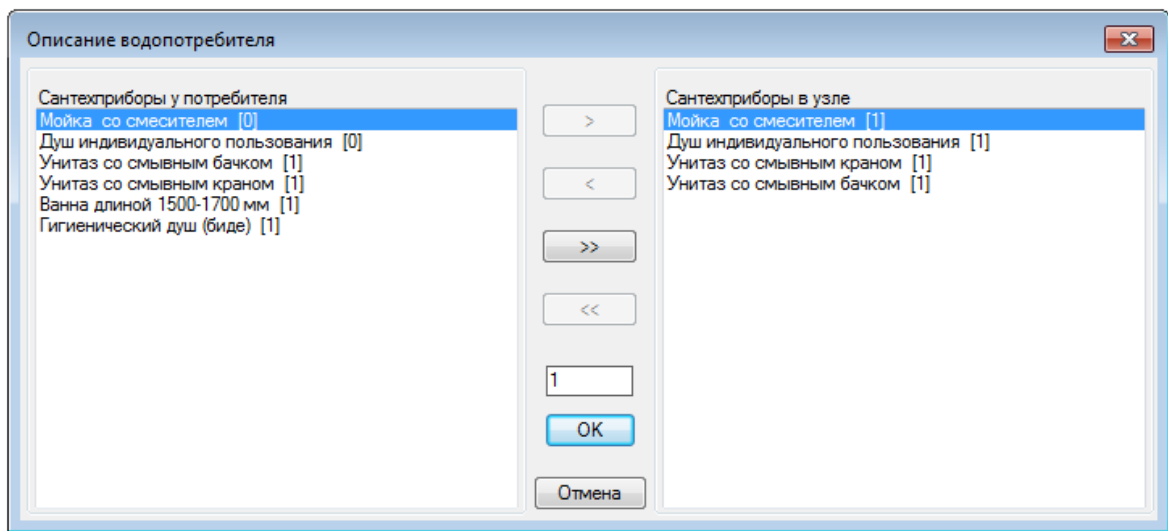 Описание водопотребителя
Сантехприборы у потребителя
Мойка со смесителем [0]
Душ индивидуального пользования [0]
Унитаз со смывным бачком [1]
Унитаз со смывным краном [1]
Ванна длиной 1500-1700 мм [1]
Гигиенический душ (биде) [1]
>
<
>>
<<
1
OK
Отмена
Сантехприборы в узле
Мойка со смесителем [1]
Душ индивидуального пользования [1]
Унитаз со смывным краном [1]
Унитаз со смывным бачком [1]